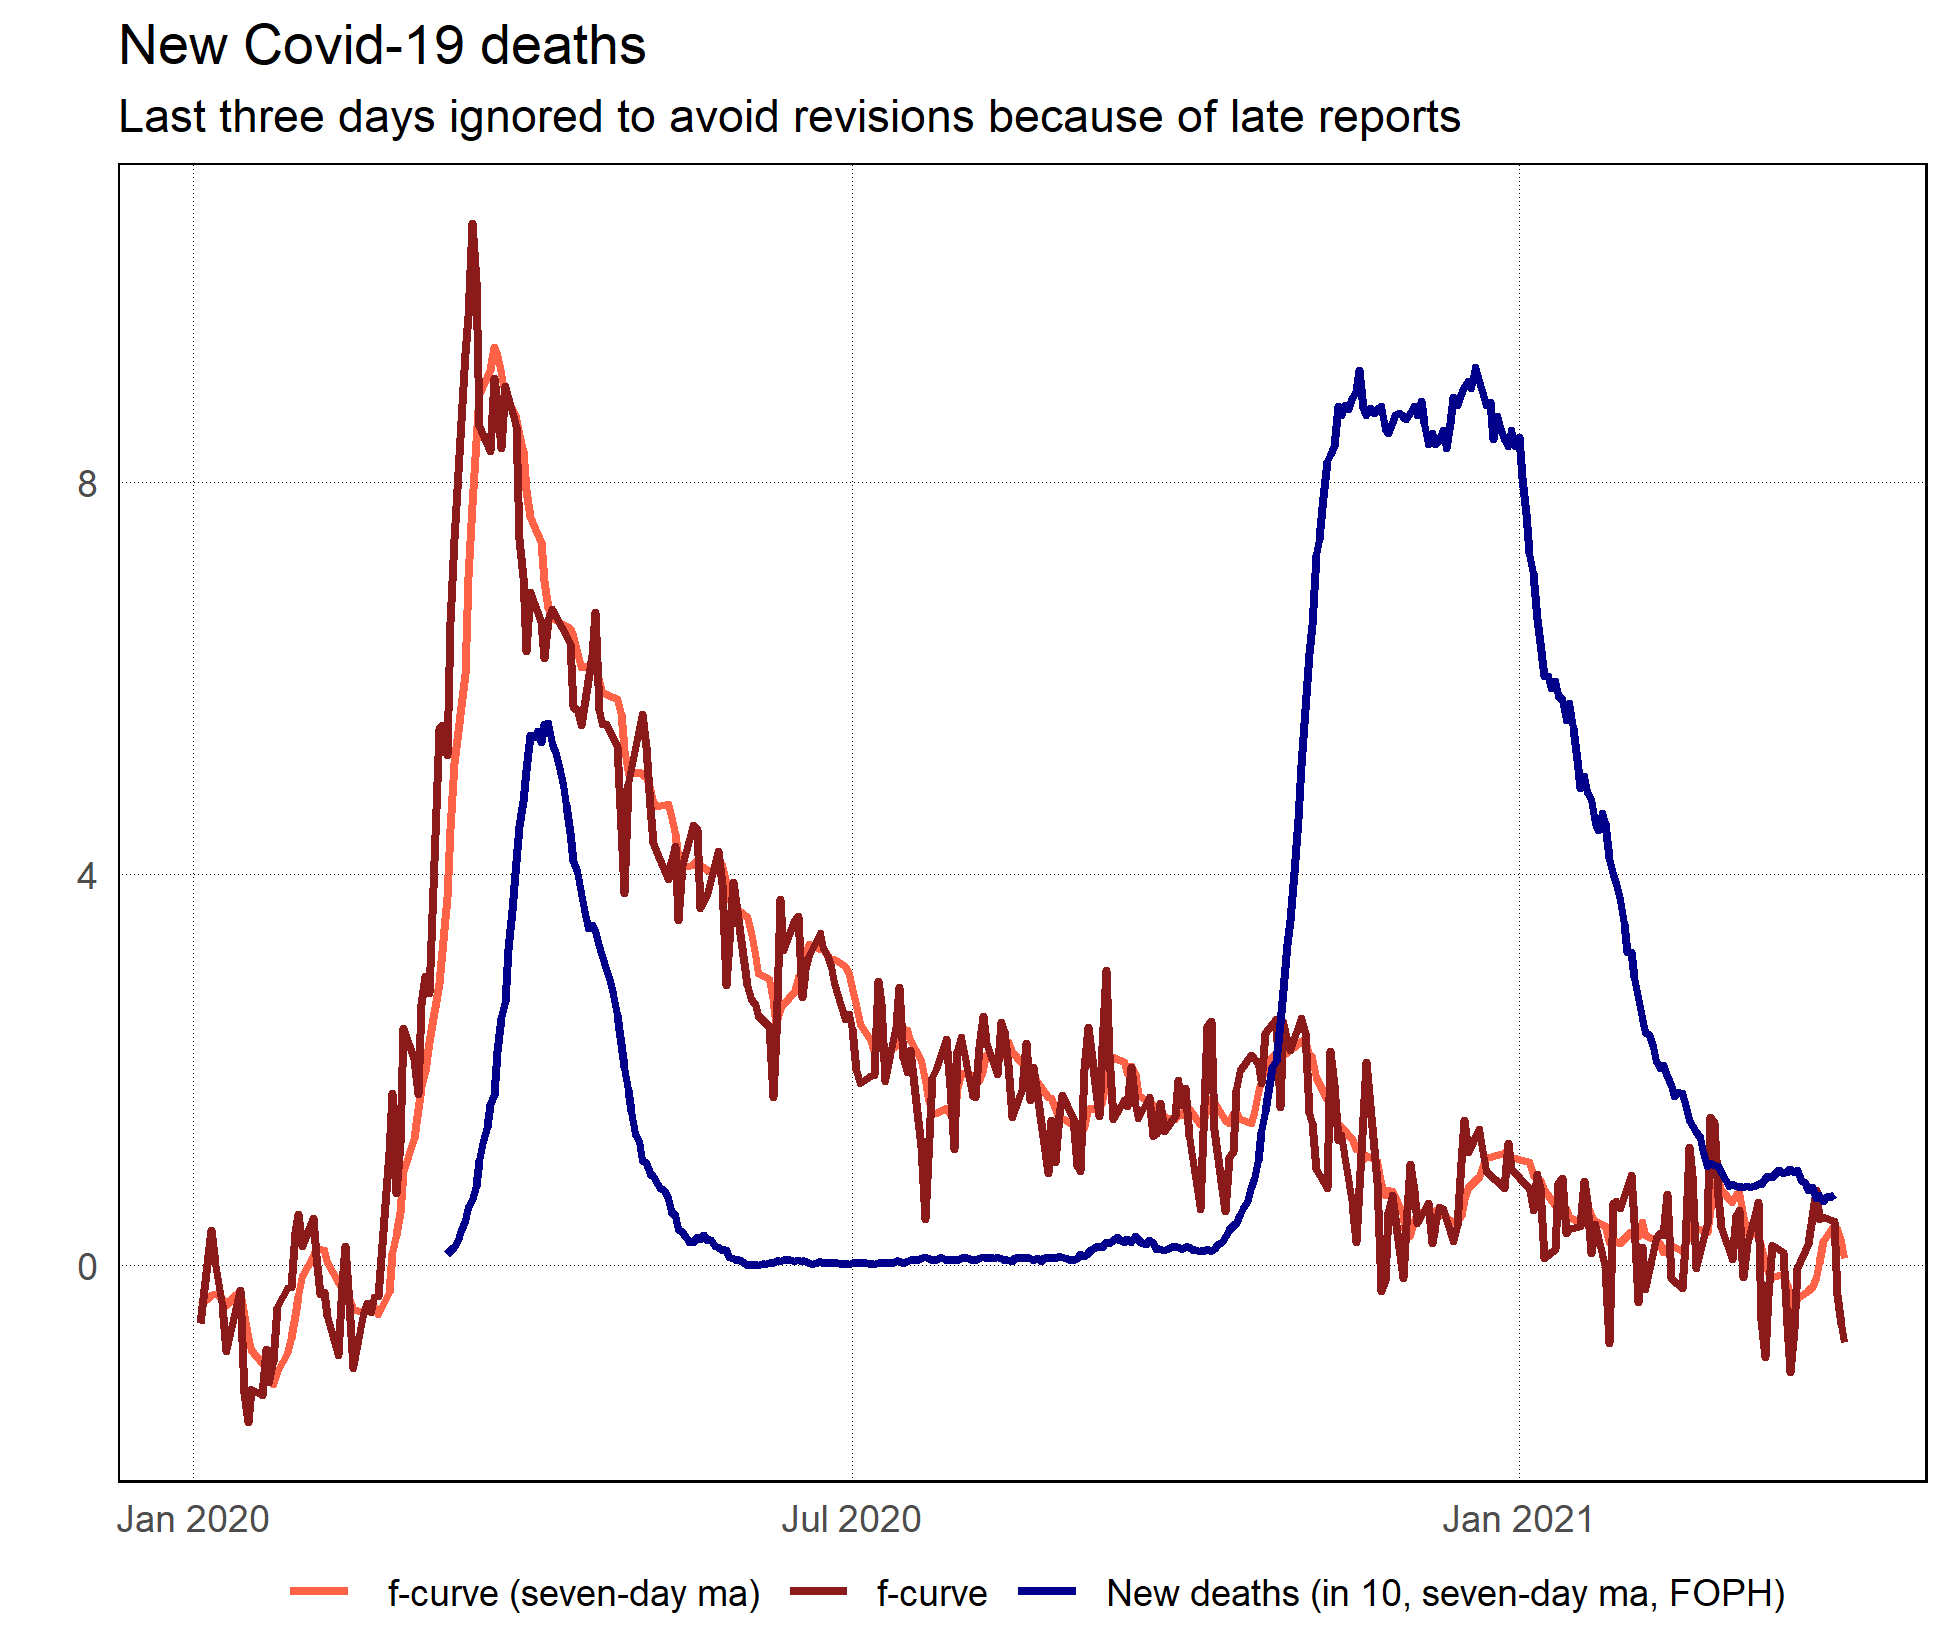 New Covid-19 deaths
Last three days ignored to avoid revisions because of late reports
8
4
0
Jan 2020 Jul 2020 Jan 2021
f-curve (seven-day ma) f-curve New deaths (in 10, seven-day ma, FOPH)